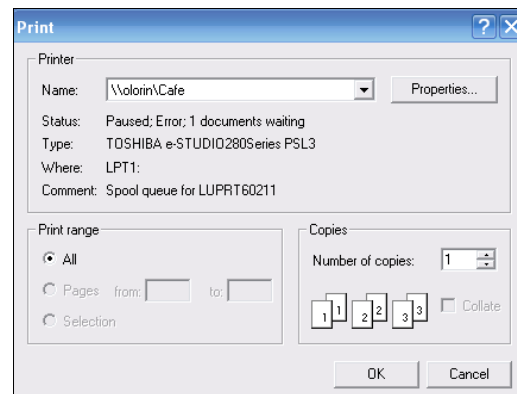 Print
Printer
Name: \\olorin\Cafe Properties...
Status: Paused; Error; 1 documents waiting
Type: TOSHIBA e-STUDIO280Series PSL3
Where: LPT1:
Comment: Spool queue for LUPRT60211
Print range
All
Pages from: to:
Selection
Copies
Number of copies: 1
1 1 2 2 3 3 Collate
OK Cancel